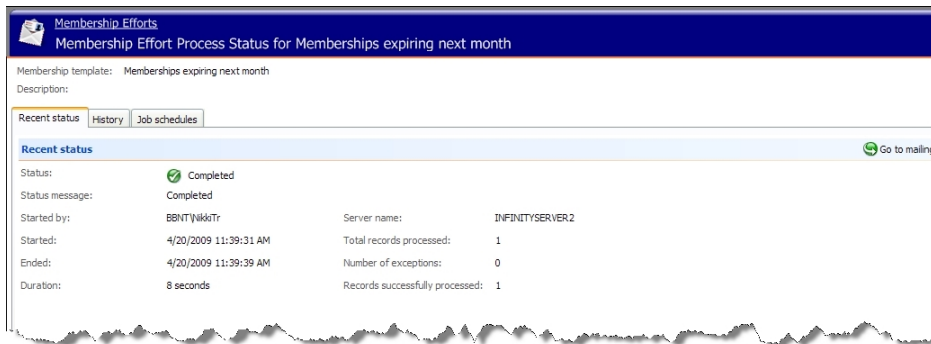 Membership Efforts
Membership Effort Process Status for Memberships expiring next month
Membership template: Memberships expiring next month
Description:
Recent status History Job schedules
Recent status Go to mailing
Status: Completed
Status message: Completed
Started by: BBNT\NikkiTr Server name: INFINITYSERVER2
Started: 4/20/2009 11:39:31 AM Total records processed: 1
Ended: 4/20/2009 11:39:39 AM Number of exceptions: 0
Duration: 8 seconds Records successfully processed: 1